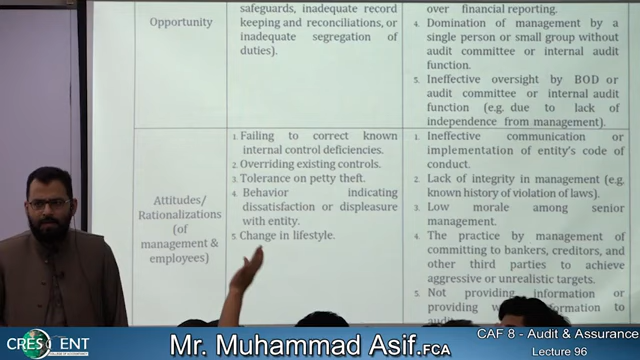 Opportunity
safeguards, inadequate record
keeping and reconciliations, or
inadequate segregation of
duties).
over financial reporting.
4. Domination of management by a
single person or small group without
audit committee or internal audit
function.
5. Ineffective oversight by BOD or
audit committee or internal audit
function (e.g. due to lack of
independence from management).
Attitudes/
Rationalizations
(of
management &
employees)
1. Failing to correct known
internal control deficiencies.
2. Overriding existing controls.
3. Tolerance on petty theft.
4. Behavior indicating
dissatisfaction or displeasure
with entity.
5. Change in lifestyle.
1. Ineffective communication or
implementation of entity's code of
conduct.
2. Lack of integrity in management (e.g.
known history of violation of laws).
3. Low morale among senior
management.
4. The practice by management of
committing to bankers, creditors, and
other third parties to achieve
aggressive or unrealistic targets.
5. Not providing information or
providing to
CRESCENT
COLLEGE OF ACCOUNTANCY
Mr. Muhammad Asif.FCA
CAF 8 - Audit & Assurance
Lecture 96